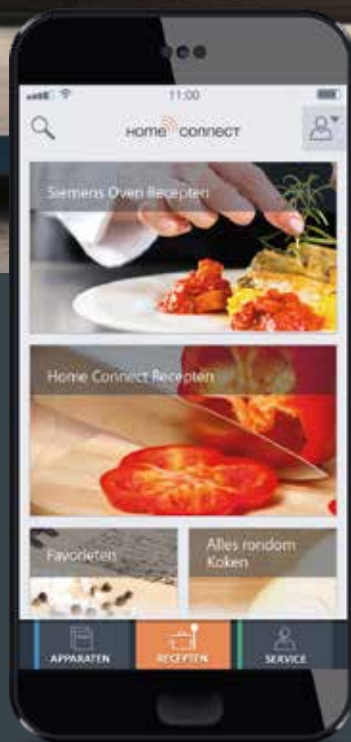 11:00
HOME CONNECT
Siemens Oven Recepten
Home Connect Recepten
Favorieten
Alles rondom
Koken
APPARATEN
RECEPTEN
SERVICE